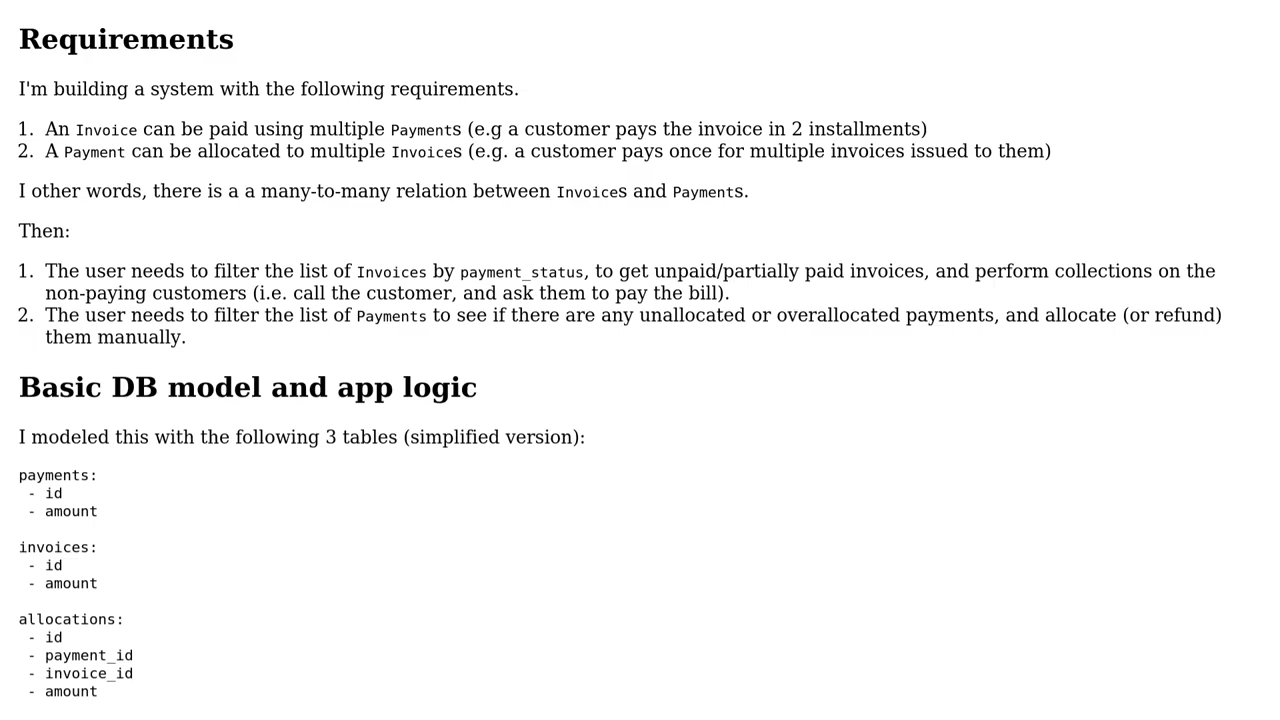 Requirements
I'm building a system with the following requirements.
1. An Invoice can be paid using multiple Payments (e.g a customer pays the invoice in 2 installments)
2. A Payment can be allocated to multiple Invoices (e.g. a customer pays once for multiple invoices issued to them)
I other words, there is a a many-to-many relation between Invoices and Payments.
Then:
1. The user needs to filter the list of Invoices by payment_status, to get unpaid/partially paid invoices, and perform collections on the
non-paying customers (i.e. call the customer, and ask them to pay the bill).
2. The user needs to filter the list of Payments to see if there are any unallocated or overallocated payments, and allocate (or refund)
them manually.
Basic DB model and app logic
I modeled this with the following 3 tables (simplified version):
payments:
- id
- amount
invoices:
- id
- amount
allocations:
- id
- payment_id
- invoice_id
- amount